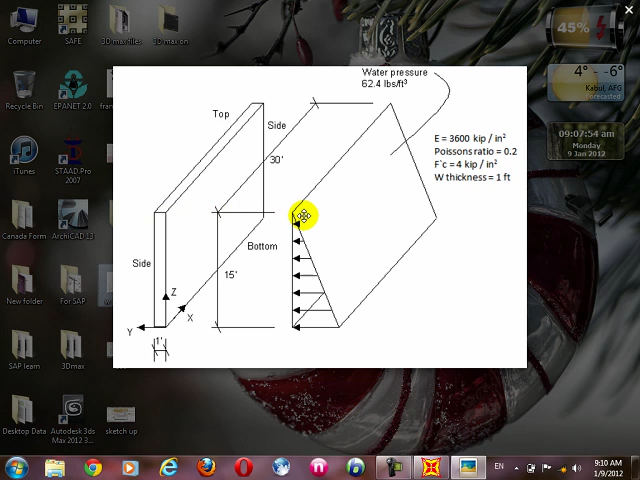 Computer
SAFE
3D max files
3D max on
45%
Recycle Bin
EPANET 2.0
4° - -6°
Kabul, AFG
Forecasted
iTunes
STAAD.Pro
2007
09:07:54 am
Monday
9 Jan 2012
Canada Form
ArchiCAD 13
New folder
For SAP
SAP learn
3Dmax
Desktop Data
Autodesk 3ds
Max 2012 3...
sketch up
Water pressure
62.4 lbs/ft³
Top
Side
30'
E = 3600 kip / in²
Poissons ratio = 0.2
F`c = 4 kip / in²
W thickness = 1 ft
Bottom
Side
15'
Z
X
Y
1'
EN
9:10 AM
1/9/2012